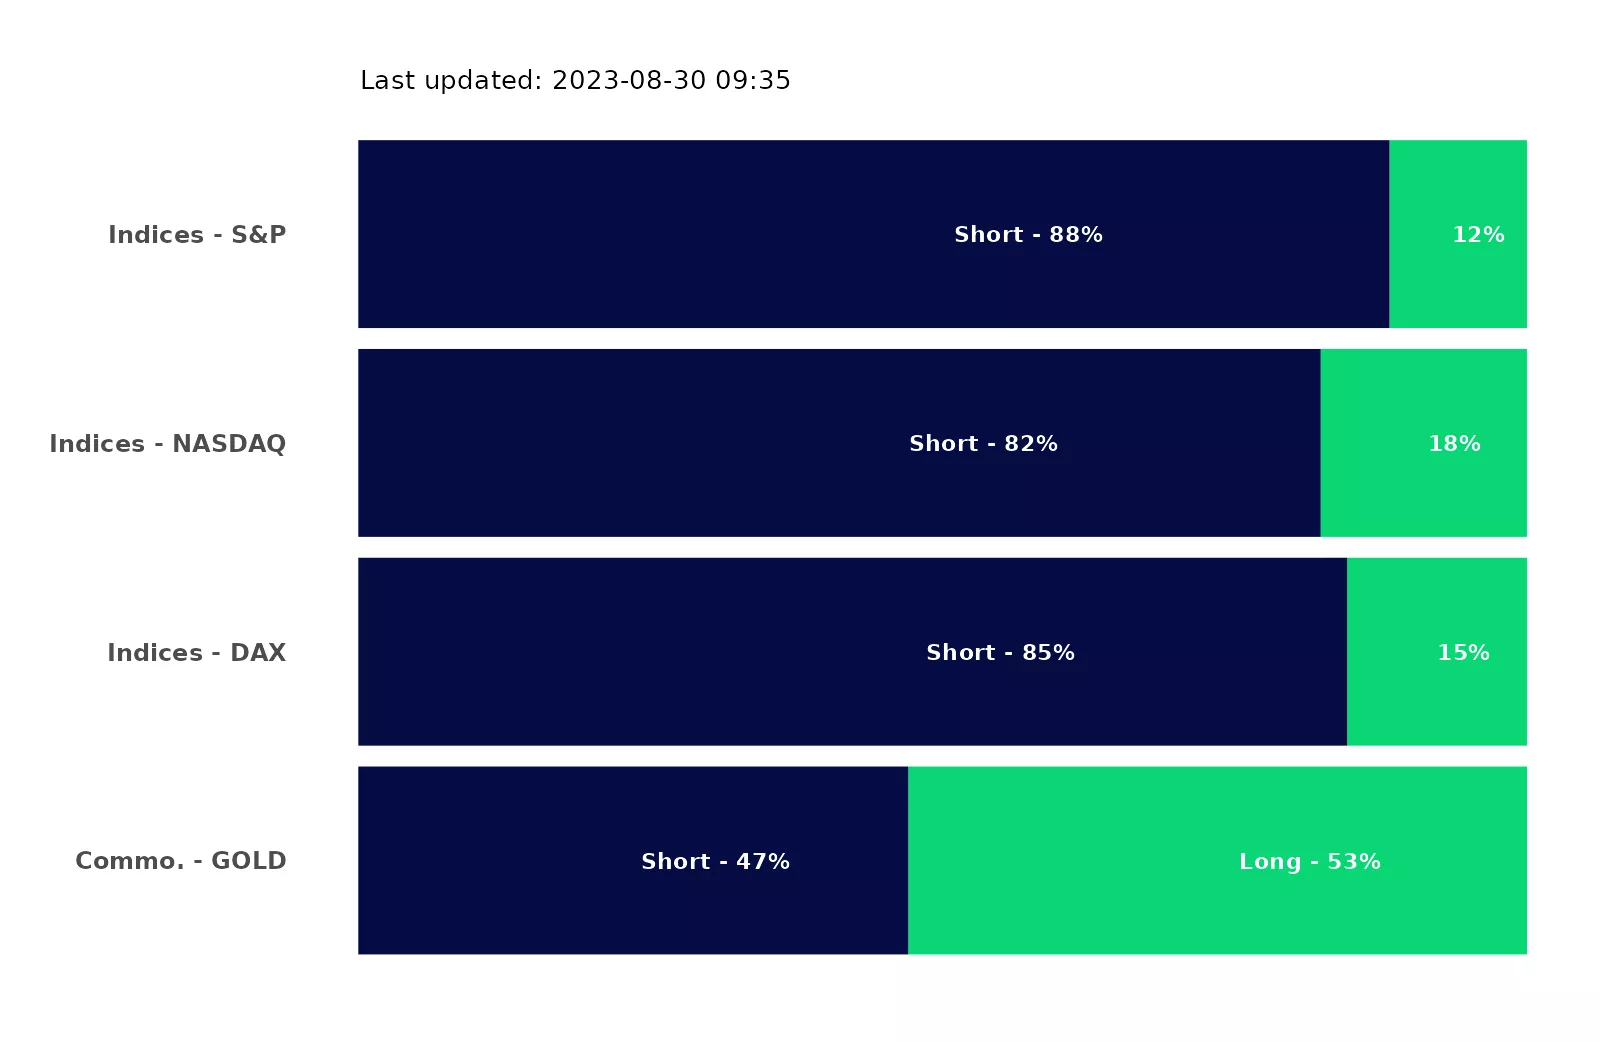 Last updated: 2023-08-30 09:35
Indices - S&P
Short - 88%
12%
Indices - NASDAQ
Short - 82%
18%
Indices - DAX
Short - 85%
15%
Commo. - GOLD
Short - 47%
Long - 53%